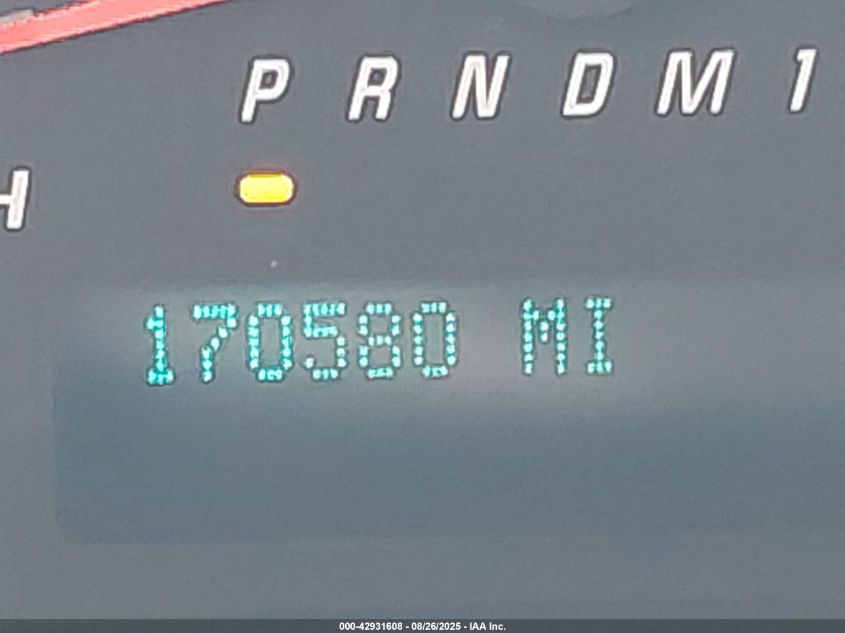 P R N D M 1
H
170580 MI
000-42931608 - 08/26/2025 - IAA Inc.